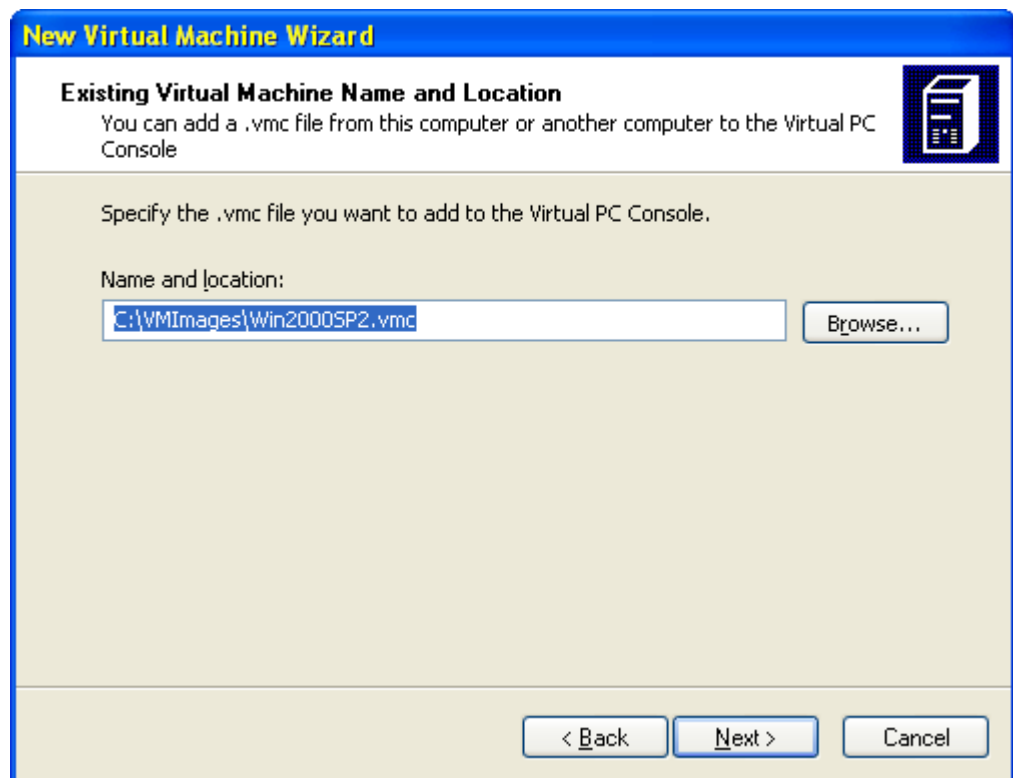 New Virtual Machine Wizard
Existing Virtual Machine Name and Location
You can add a .vmc file from this computer or another computer to the Virtual PC
Console
Specify the .vmc file you want to add to the Virtual PC Console.
Name and location:
C:\VMImages\Win2000SP2.vmc
Browse...
< Back
Next >
Cancel